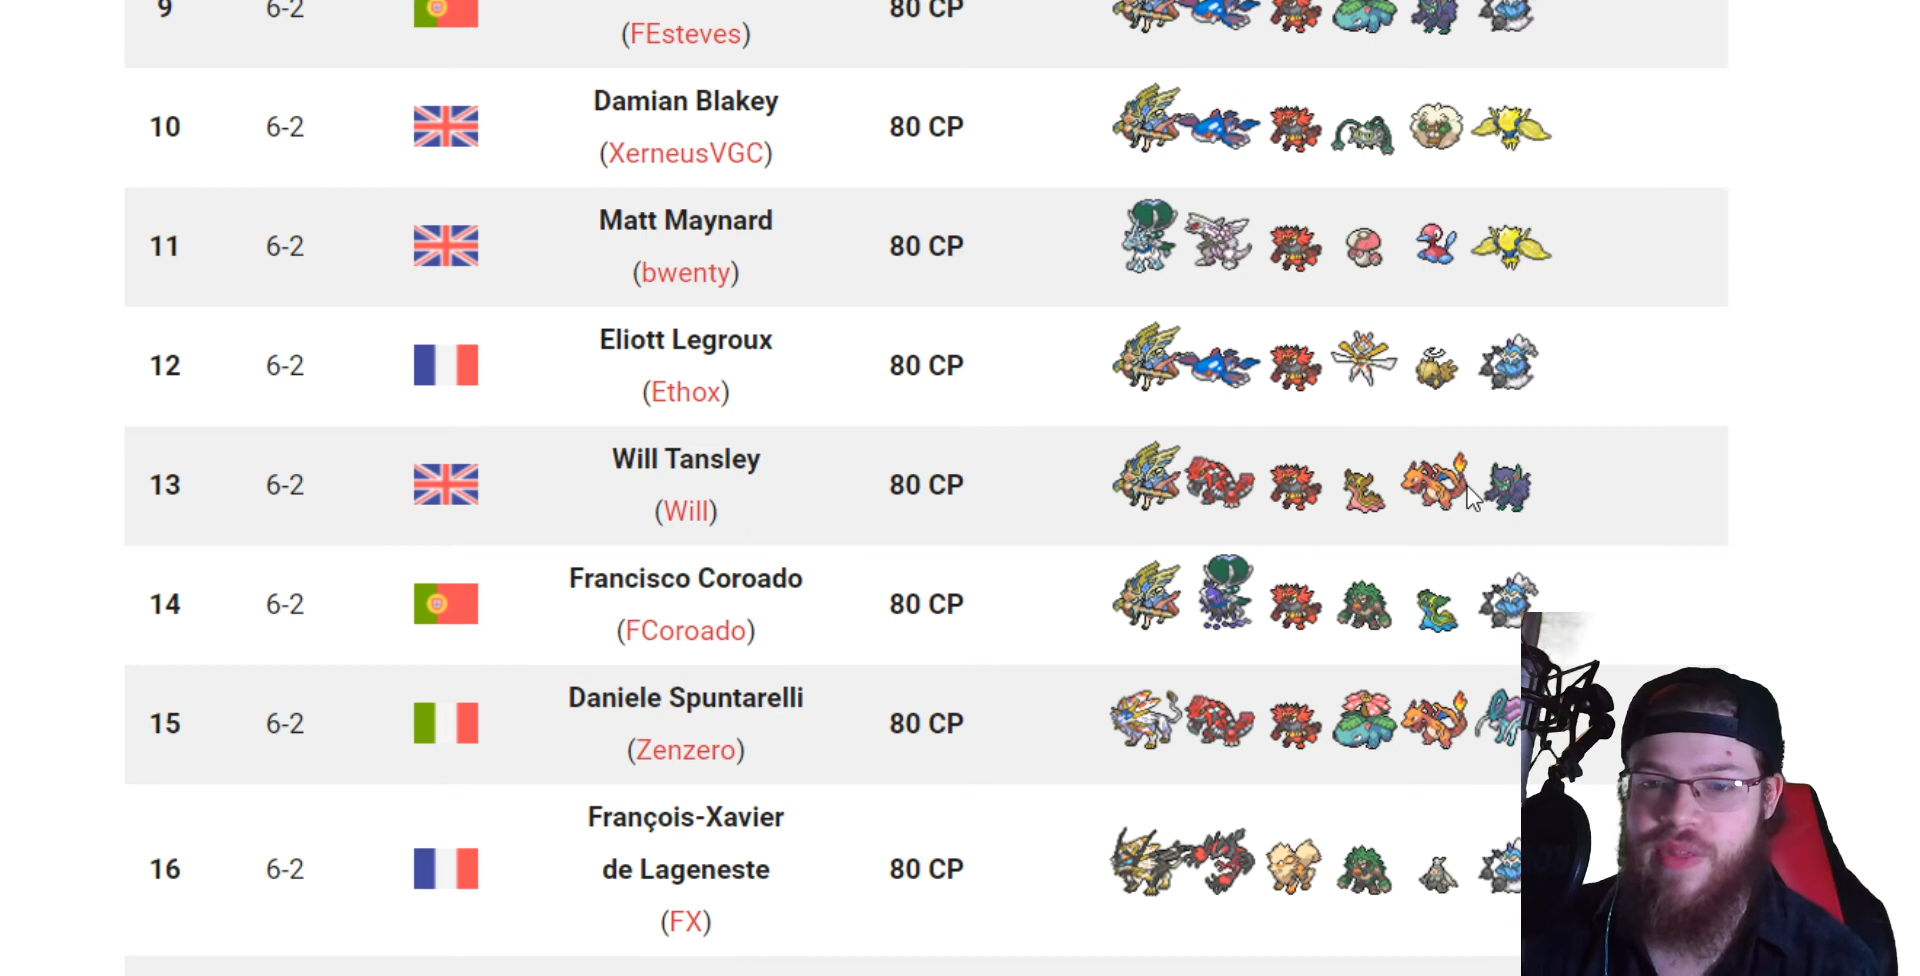 9 6-2 80 CP
(FEsteves)
10 6-2 Damian Blakey 80 CP
(XerneusVGC)
11 6-2 Matt Maynard 80 CP
(bwenty)
12 6-2 Eliott Legroux 80 CP
(Ethox)
13 6-2 Will Tansley 80 CP
(Will)
14 6-2 Francisco Coroado 80 CP
(FCoroado)
15 6-2 Daniele Spuntarelli 80 CP
(Zenzero)
16 6-2 François-Xavier 80 CP
de Lageneste
(FX)